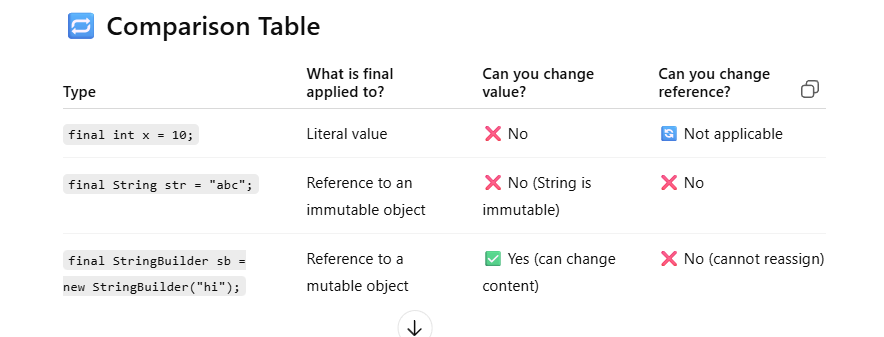 Comparison Table
Type
What is final
applied to?
Can you change
value?
Can you change
reference?
final int x = 10;
Literal value
❌ No
🔄 Not applicable
final String str = "abc";
Reference to an
immutable object
❌ No (String is
immutable)
❌ No
final StringBuilder sb =
new StringBuilder("hi");
Reference to a
mutable object
✅ Yes (can change
content)
❌ No (cannot reassign)